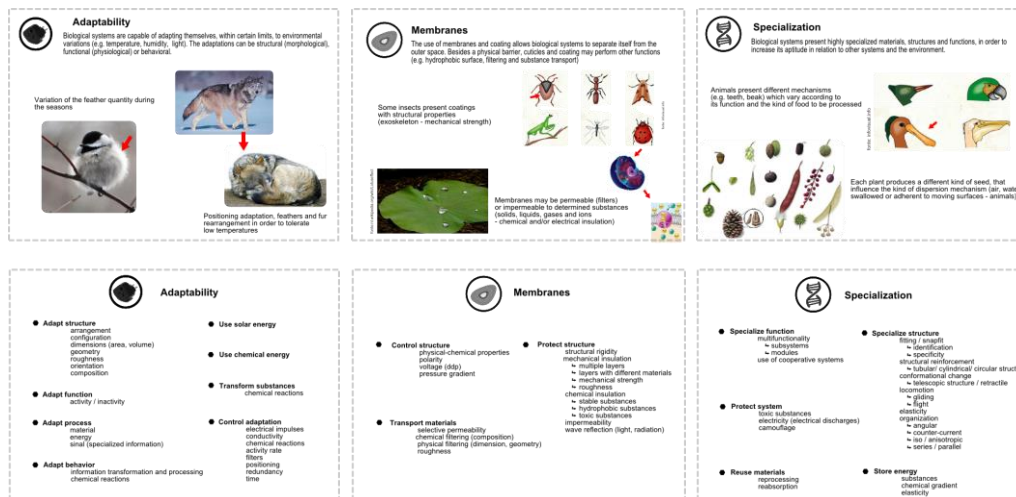 Adaptability
Biological systems are capable of adapting themselves, within certain limits, to environmental
variations (e.g. temperature, humidity, light). The adaptations can be structural (morphological),
functional (physiological) or behavioral.
Variation of the feather quantity during
the seasons
Positioning adaptation, feathers and fur
rearrangement in order to tolerate
low temperatures
Membranes
The use of membranes and coating allows biological systems to separate itself from the
outer space. Besides a physical barrier, cuticles and coating may perform other functions
(e.g. hydrophobic surface, filtering and substance transport)
Some insects present coatings
with structural properties
(exoskeleton - mechanical strength)
Membranes may be permeable (filters)
or impermeable to determined substances
(solids, liquids, gases and ions
- chemical and/or electrical insulation)
Specialization
Biological systems present highly specialized materials, structures and functions, in order to
increase its aptitude in relation to other systems and the environment.
Animals present different mechanisms
(e.g. teeth, beak) which vary according to
its function and the kind of food to be processed
Each plant produces a different kind of seed, that
influence the kind of dispersion mechanism (air, wate
swallowed or adherent to moving surfaces - animals)
Adaptability
Adapt structure
arrangement
configuration
dimensions (area, volume)
geometry
roughness
orientation
composition
Adapt function
activity / inactivity
Adapt process
material
energy
sinal (specialized information)
Adapt behavior
information transformation and processing
chemical reactions
Use solar energy
Use chemical energy
Transform substances
chemical reactions
Control adaptation
electrical impulses
conductivity
chemical reactions
activity rate
filters
positioning
redundancy
time
Membranes
Control structure
physical-chemical properties
polarity
voltage (ddp)
pressure gradient
Transport materials
selective permeability
chemical filtering (composition)
physical filtering (dimension, geometry)
roughness
Protect structure
structural rigidity
mechanical insulation
multiple layers
layers with different materials
mechanical strength
roughness
chemical insulation
stable substances
hydrophobic substances
toxic substances
impermeability
wave reflection (light, radiation)
Specialization
Specialize function
multifunctionality
subsystems
modules
use of cooperative systems
Protect system
toxic substances
electricity (electrical discharges)
camouflage
Reuse materials
reprocessing
reabsorption
Specialize structure
fitting / snapfit
identification
specificity
structural reinforcement
tubular/ cylindrical/ circular struct
conformational change
telescopic structure / retractile
locomotion
gliding
flight
elasticity
organization
angular
counter-current
iso / anisotropic
series / parallel
Store energy
substances
chemical gradient
elasticity